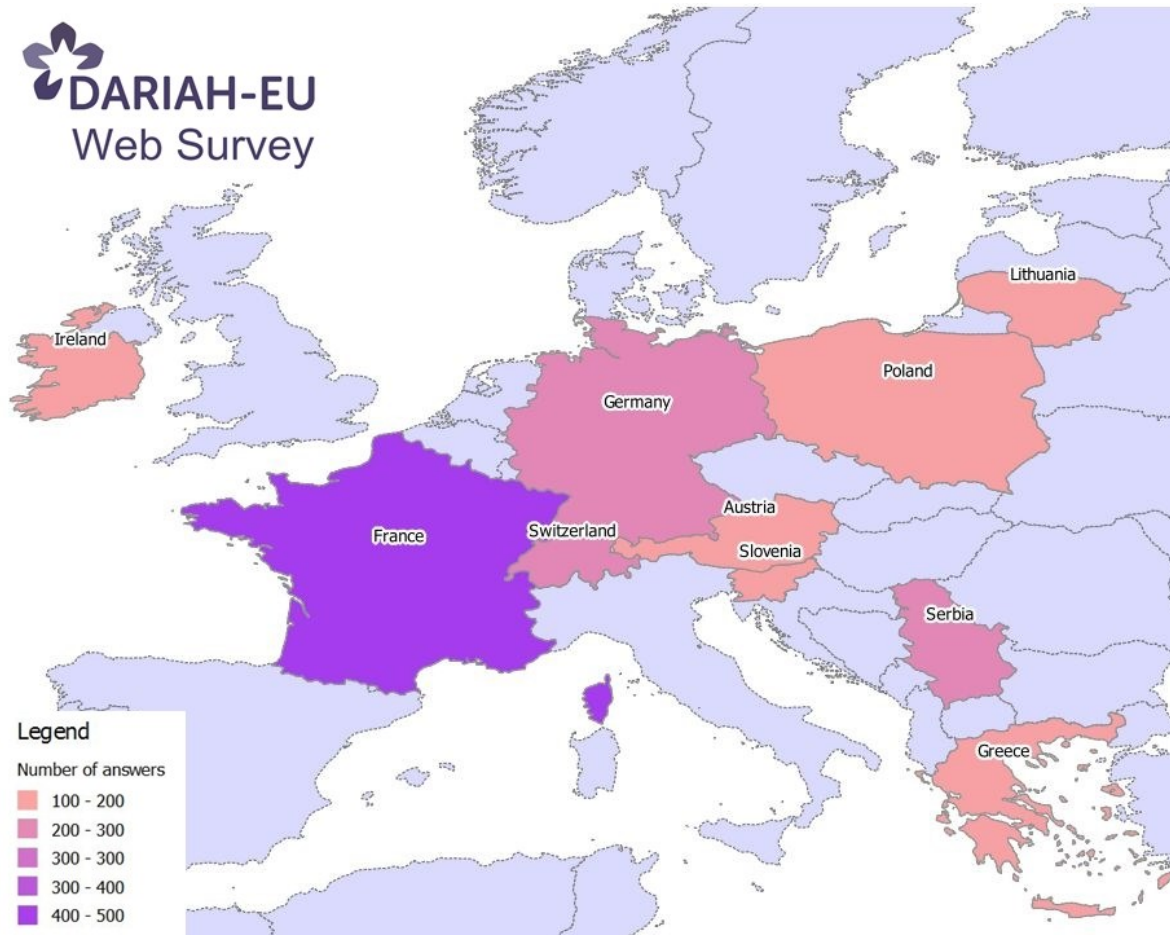 DARIAH-EU
Web Survey
Lithuania
Ireland
Poland
Germany
Austria
France
Switzerland
Slovenia
Serbia
Greece
Legend
Number of answers
100 - 200
200 - 300
300 - 300
300 - 400
400 - 500